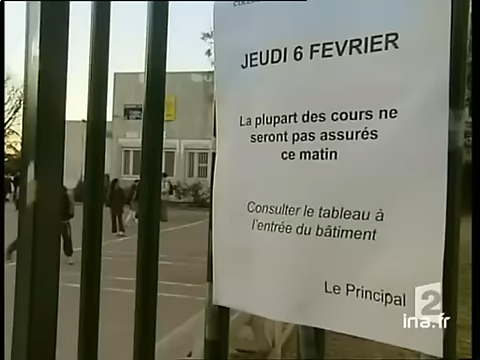 JEUDI 6 FEVRIER
La plupart des cours ne
seront pas assurés
ce matin
Consulter le tableau à
l'entrée du bâtiment
Le Principal
2
ina.fr